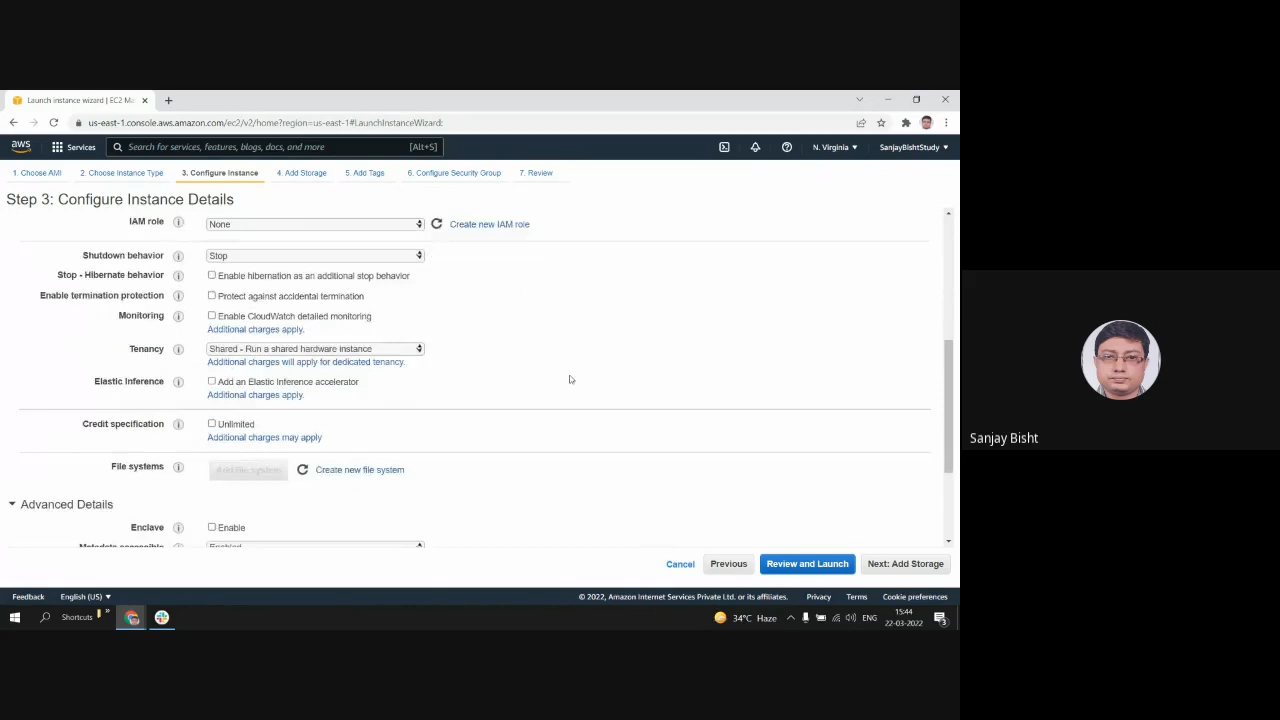 Launch instance wizard | EC2 Ma
us-east-1.console.aws.amazon.com/ec2/v2/home?region=us-east-1#LaunchInstanceWizard:
aws Services Search for services, features, blogs, docs, and more [Alt+S] N. Virginia SanjayBishtStudy
1. Choose AMI 2. Choose Instance Type 3. Configure Instance 4. Add Storage 5. Add Tags 6. Configure Security Group 7. Review
Step 3: Configure Instance Details
IAM role None Create new IAM role
Shutdown behavior Stop
Stop - Hibernate behavior Enable hibernation as an additional stop behavior
Enable termination protection Protect against accidental termination
Monitoring Enable CloudWatch detailed monitoring
Additional charges apply.
Tenancy Shared - Run a shared hardware instance
Additional charges will apply for dedicated tenancy.
Elastic Inference Add an Elastic Inference accelerator
Additional charges apply.
Credit specification Unlimited
Additional charges may apply
File systems Add file system Create new file system
Advanced Details
Enclave Enable
Metadata accessible Enabled
Cancel Previous Review and Launch Next: Add Storage
Feedback English (US) © 2022, Amazon Internet Services Private Ltd. or its affiliates. Privacy Terms Cookie preferences
Shortcuts » 34°C Haze ENG 15:44
22-03-2022 3
Sanjay Bisht